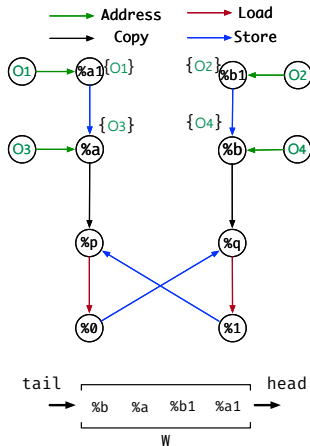 Address Load
Copy Store
O1 %a1 {O1} {O2} %b1 O2
{O3} {O4}
O3 %a %b O4
%p %q
%0 %1
tail head
%b %a %b1 %a1
W